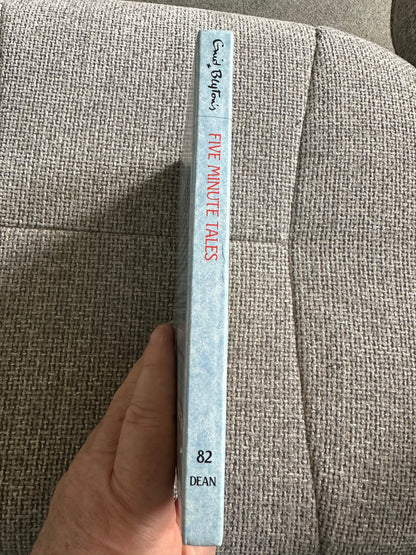 Enid Blyton's
FIVE MINUTE TALES
82
DEAN